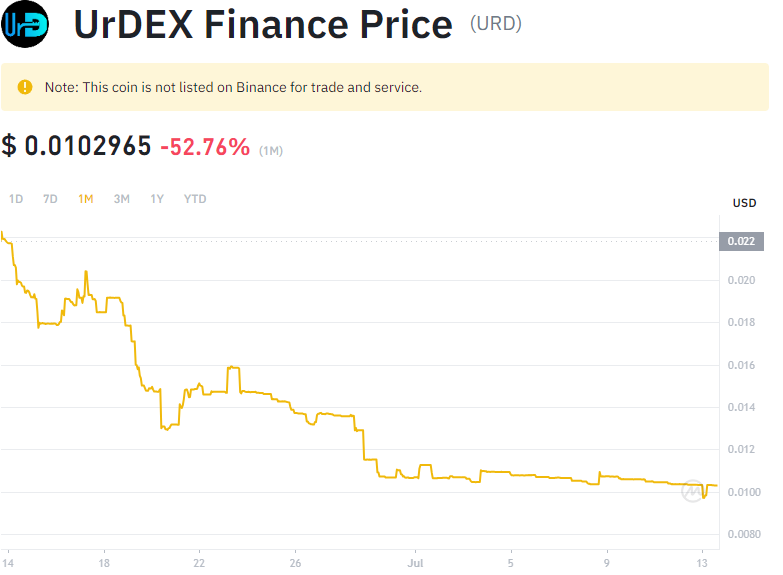 UrDEX Finance Price (URD)
Note: This coin is not listed on Binance for trade and service.
$ 0.0102965 -52.76% (1M)
1D 7D 1M 3M 1Y YTD
USD
0.022
0.020
0.018
0.016
0.014
0.012
0.0100
0.0080
14 18 22 26 Jul 5 9 13